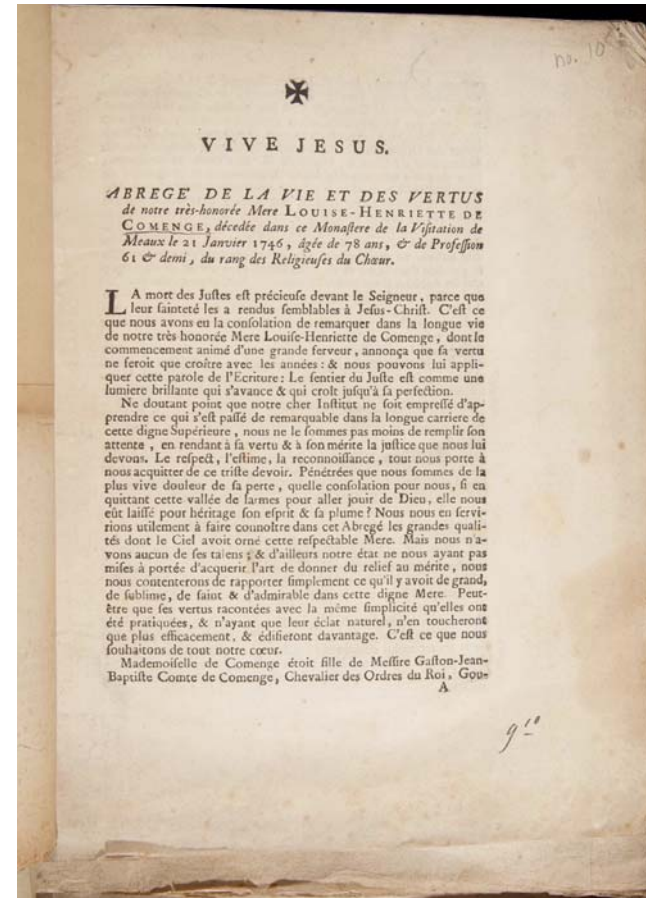 no. 10
VIVE JESUS.
ABREGE' DE LA VIE ET DES VERTUS
de notre très-honorée Mere LOUISE-HENRIETTE DE
COMENGE, décedée dans ce Monaſtere de la Viſitation de
Meaux le 21 Janvier 1746, âgée de 78 ans, & de Profeſſion
61 & demi, du rang des Religieuſes du Chœur.
LA mort des Juſtes eſt précieuſe devant le Seigneur, parce que
leur ſainteté les a rendus ſemblables à Jeſus-Chriſt. C'eſt ce
que nous avons eu la conſolation de remarquer dans la longue vie
de notre très-honorée Mere Louiſe-Henriette de Comenge, dont le
commencement animé d'une grande ferveur, annonça que ſa vertu
ne feroit que croître avec les années : & nous pouvons lui appli-
quer cette parole de l'Ecriture : Le ſentier du Juſte eſt comme une
lumiere brillante qui s'avance & qui croît juſqu'à ſa perfection.
Ne doutant point que notre cher Inſtitut ne ſoit empreſſé d'ap-
prendre ce qui s'eſt paſſé de remarquable dans la longue carriere de
cette digne Supérieure, nous ne le ſommes pas moins de remplir ſon
attente, en rendant à ſa vertu & à ſon mérite la juſtice que nous lui
devons. Le reſpect, l'eſtime, la reconnoiſſance, tout nous porte à
nous acquitter de ce triſte devoir. Pénétrées que nous ſommes de la
plus vive douleur de ſa perte, quelle conſolation pour nous, ſi en
quittant cette vallée de larmes pour aller jouir de Dieu, elle nous
eût laiſſé pour héritage ſon eſprit & ſa plume ? Nous nous en ſervi-
rions utilement à faire connoître dans cet Abregé les grandes quali-
tés dont le Ciel avoit orné cette reſpectable Mere. Mais nous n'a-
vons aucun de ſes talens ; & d'ailleurs notre état ne nous ayant pas
miſes à portée d'acquerir l'art de donner du relief au mérite, nous
nous contenterons de rapporter ſimplement ce qu'il y avoit de grand,
de ſublime, de ſaint & d'admirable dans cette digne Mere. Peut-
être que ſes vertus racontées avec la même ſimplicité qu'elles ont
été pratiquées, & n'ayant que leur éclat naturel, n'en toucheront
que plus efficacement, & édifieront davantage. C'eſt ce que nous
ſouhaitons de tout notre cœur.
Mademoiſelle de Comenge étoit fille de Meſſire Gaſton-Jean-
Baptiſte Comte de Comenge, Chevalier des Ordres du Roi, Gou-
A
9 10